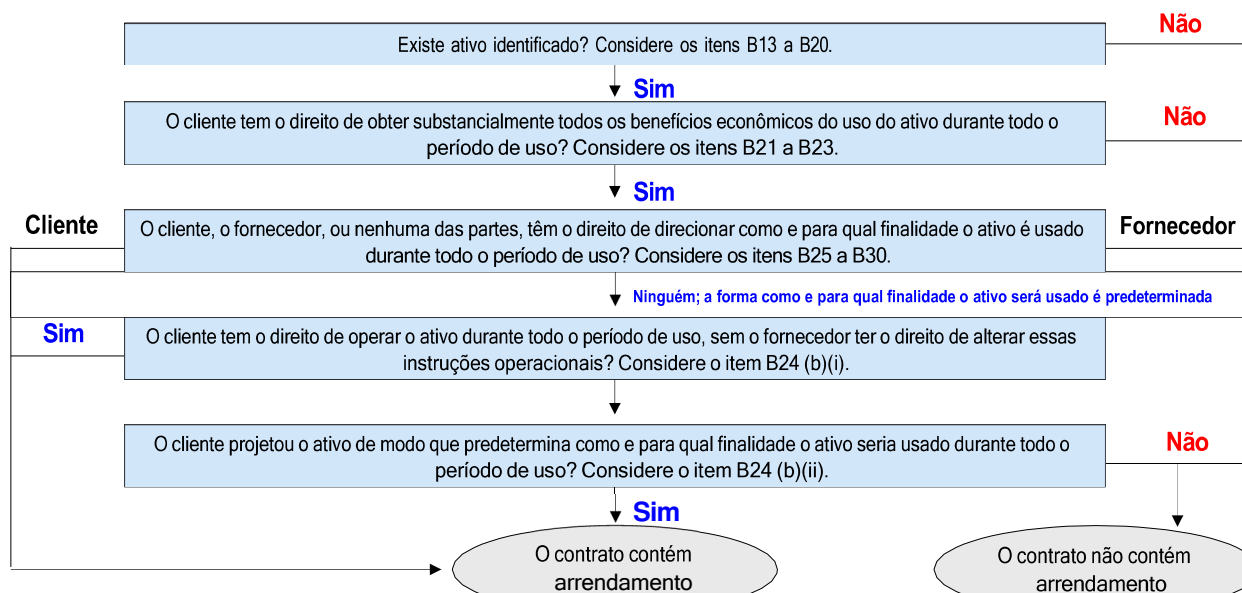 Não
Existe ativo identificado? Considere os itens B13 a B20.
Sim
O cliente tem o direito de obter substancialmente todos os benefícios econômicos do uso do ativo durante todo o
período de uso? Considere os itens B21 a B23.
Não
Sim
Cliente
O cliente, o fornecedor, ou nenhuma das partes, têm o direito de direcionar como e para qual finalidade o ativo é usado
durante todo o período de uso? Considere os itens B25 a B30.
Fornecedor
Ninguém; a forma como e para qual finalidade o ativo será usado é predeterminada
Sim
O cliente tem o direito de operar o ativo durante todo o período de uso, sem o fornecedor ter o direito de alterar essas
instruções operacionais? Considere o item B24 (b)(i).
O cliente projetou o ativo de modo que predetermina como e para qual finalidade o ativo seria usado durante todo o
período de uso? Considere o item B24 (b)(ii).
Não
Sim
O contrato contém
arrendamento
O contrato não contém
arrendamento